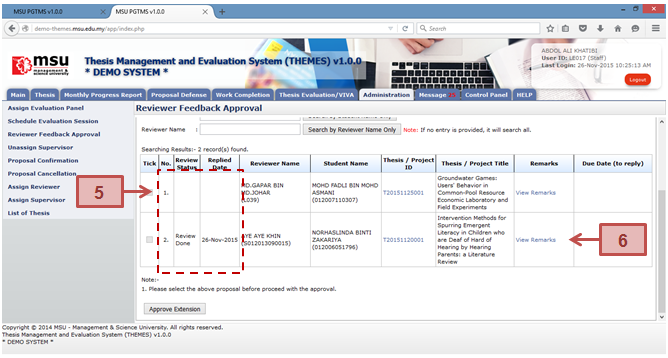 MSU PGTMS v1.0.0
MSU PGTMS v1.0.0
demo-themes.msu.edu.my/app/index.php
Search
msu
management &
science university
Thesis Management and Evaluation System (THEMES) v1.0.0
* DEMO SYSTEM *
ABDOL ALI KHATIBI
User ID: LE017 (Staff)
Last Login: 26-Nov-2015 10:25:13 AM
Logout
Main Thesis Monthly Progress Report Proposal Defense Work Completion Thesis Evaluation/VIVA Administration Message Control Panel HELP
Assign Evaluation Panel
Schedule Evaluation Session
Reviewer Feedback Approval
Unassign Supervisor
Proposal Confirmation
Proposal Cancellation
Assign Reviewer
Assign Supervisor
List of Thesis
Reviewer Feedback Approval
Reviewer Name : Search by Reviewer Name Only Note: If no entry is provided, it will search all.
Searching Results:- 2 record(s) found.
Tick No. Review Status Replied Date Reviewer Name Student Name Thesis / Project ID Thesis / Project Title Remarks Due Date (to reply)
1. MD.GAPAR BIN MD.JOHAR (L039) MOHD FADLI BIN MOHD ASMANI (012007110307) T20151125001 Groundwater Games: Users' Behavior in Common-Pool Resource Economic Laboratory and Field Experiments View Remarks
2. Review Done 26-Nov-2015 AYE AYE KHIN (S012013090015) NORHASLINDA BINTI ZAKARIYA (012006051796) T20151120001 Intervention Methods for Spurring Emergent Literacy in Children who are Deaf of Hard of Hearing by Hearing Parents: a Literature Review View Remarks
5
6
Note:-
1. Please select the above proposal before proceed with the approval.
Approve Extension
Copyright © 2014 MSU - Management & Science University. All rights reserved.
Thesis Management and Evaluation System (THEMES) v1.0.0
* DEMO SYSTEM *